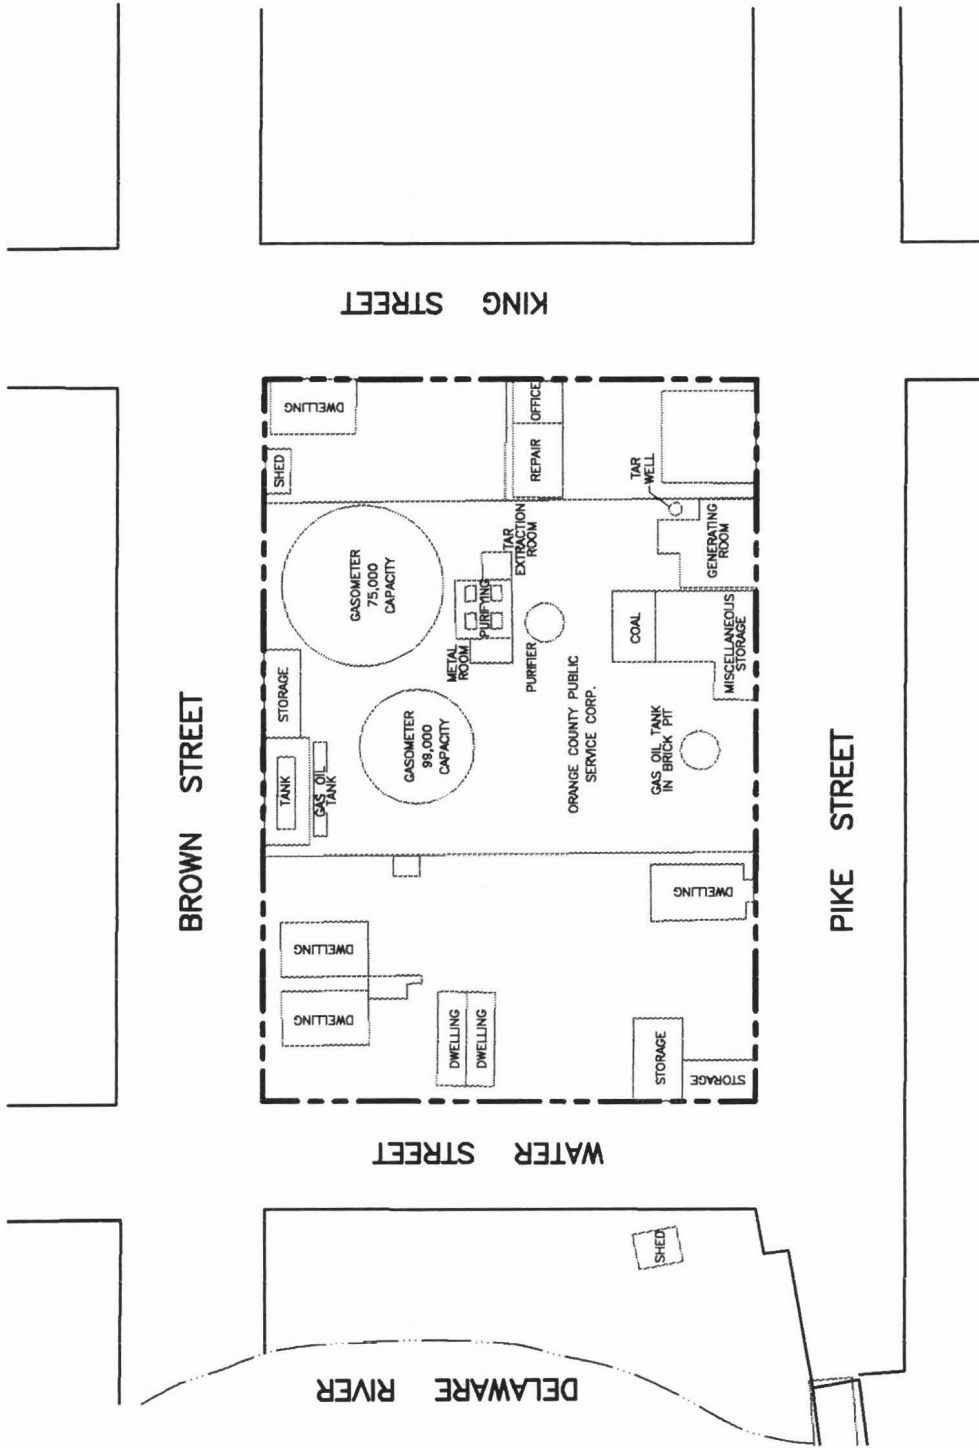 KING STREET
BROWN STREET
PIKE STREET
WATER STREET
DELAWARE RIVER
DWELLING
SHED
OFFICE
REPAIR
TAR
WELL
GENERATING
ROOM
TAR
EXTRACTION
ROOM
GASOMETER
75,000
CAPACITY
PURIFYING
METAL
ROOM
PURIFIER
COAL
MISCELLANEOUS
STORAGE
STORAGE
GASOMETER
99,000
CAPACITY
ORANGE COUNTY PUBLIC
SERVICE CORP.
GAS OIL TANK
IN BRICK PIT
TANK
GAS OIL
TANK
DWELLING
DWELLING
DWELLING
DWELLING
DWELLING
STORAGE
STORAGE
SHED